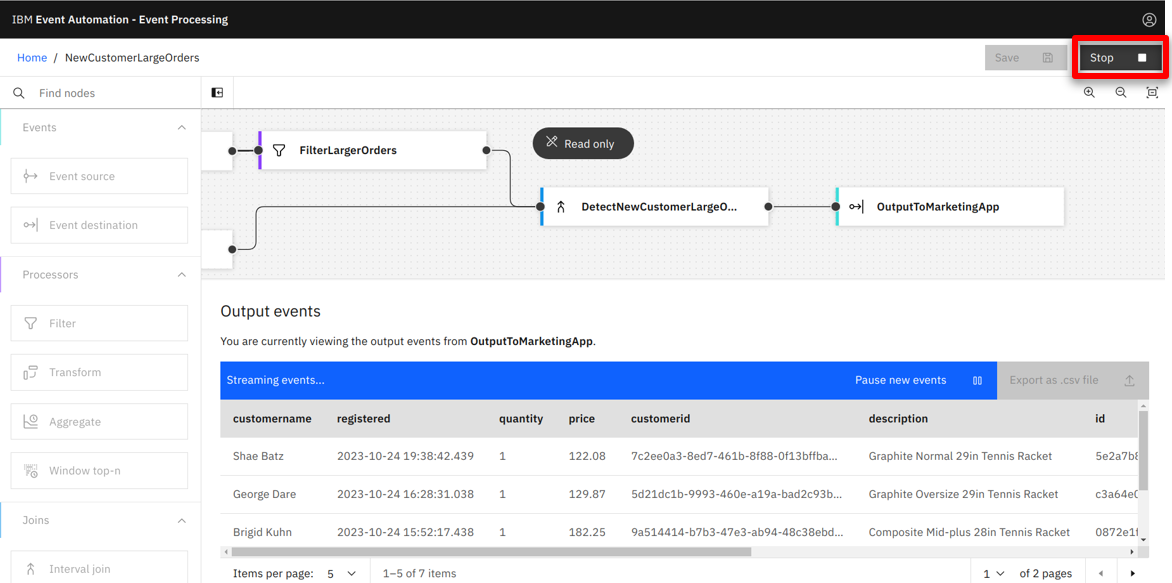 IBM Event Automation - Event Processing
Home / NewCustomerLargeOrders
Save
Stop
Find nodes
Events
Event source
Event destination
Processors
Filter
Transform
Aggregate
Window top-n
Joins
Interval join
FilterLargerOrders
Read only
DetectNewCustomerLargeO...
OutputToMarketingApp
Output events
You are currently viewing the output events from OutputToMarketingApp.
Streaming events... Pause new events Export as .csv file
customername registered quantity price customerid description id
Shae Batz 2023-10-24 19:38:42.439 1 122.08 7c2ee0a3-8ed7-461b-8f88-0f13bffba... Graphite Normal 29in Tennis Racket 5e2a7b8
George Dare 2023-10-24 16:28:31.038 1 129.87 5d21dc1b-9993-460e-a19a-bad2c93b... Graphite Oversize 29in Tennis Racket c3a64e0
Brigid Kuhn 2023-10-24 15:52:17.438 1 182.25 9a514414-b7b3-47e3-ab94-48c38ebd... Composite Mid-plus 28in Tennis Racket 0872e1f
Items per page: 5 1–5 of 7 items 1 of 2 pages